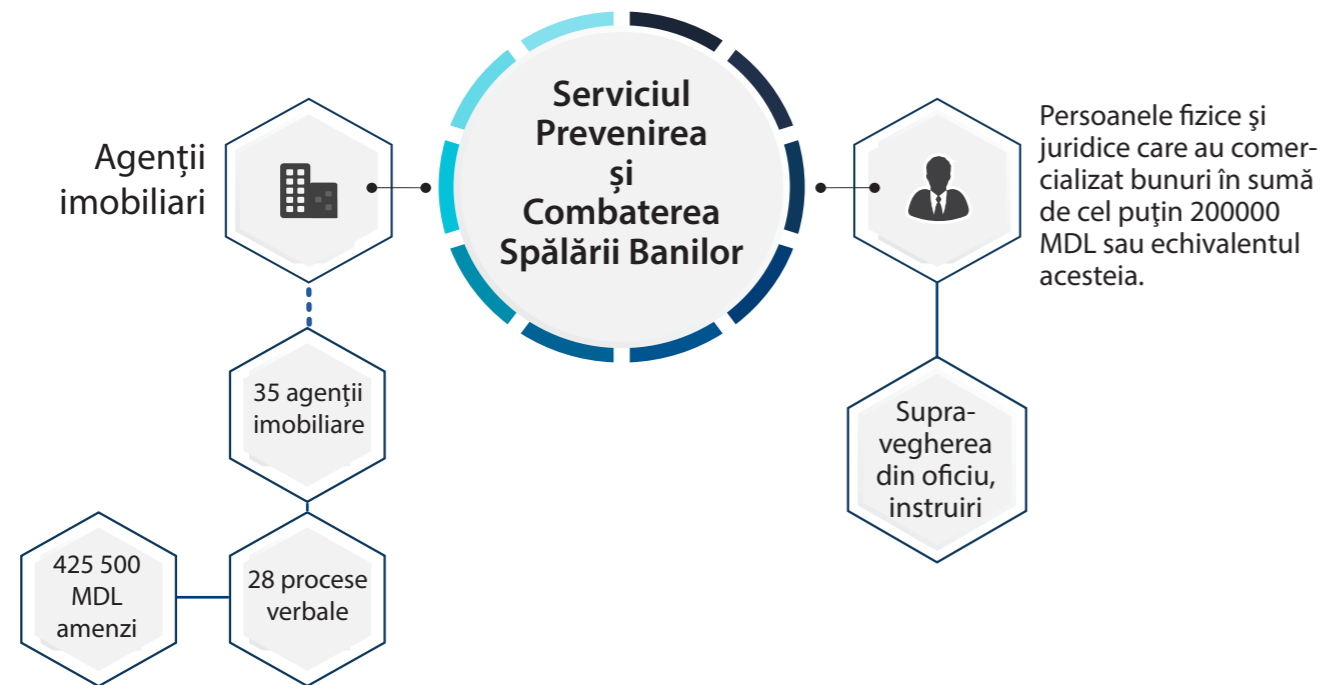 Serviciul
Prevenirea
și
Combaterea
Spălării Banilor
Agenții
imobiliari
35 agenții
imobiliare
28 procese
verbale
425 500
MDL
amenzi
Persoanele fizice şi
juridice care au comer-
cializat bunuri în sumă
de cel puţin 200000
MDL sau echivalentul
acesteia.
Supra-
vegherea
din oficiu,
instruiri